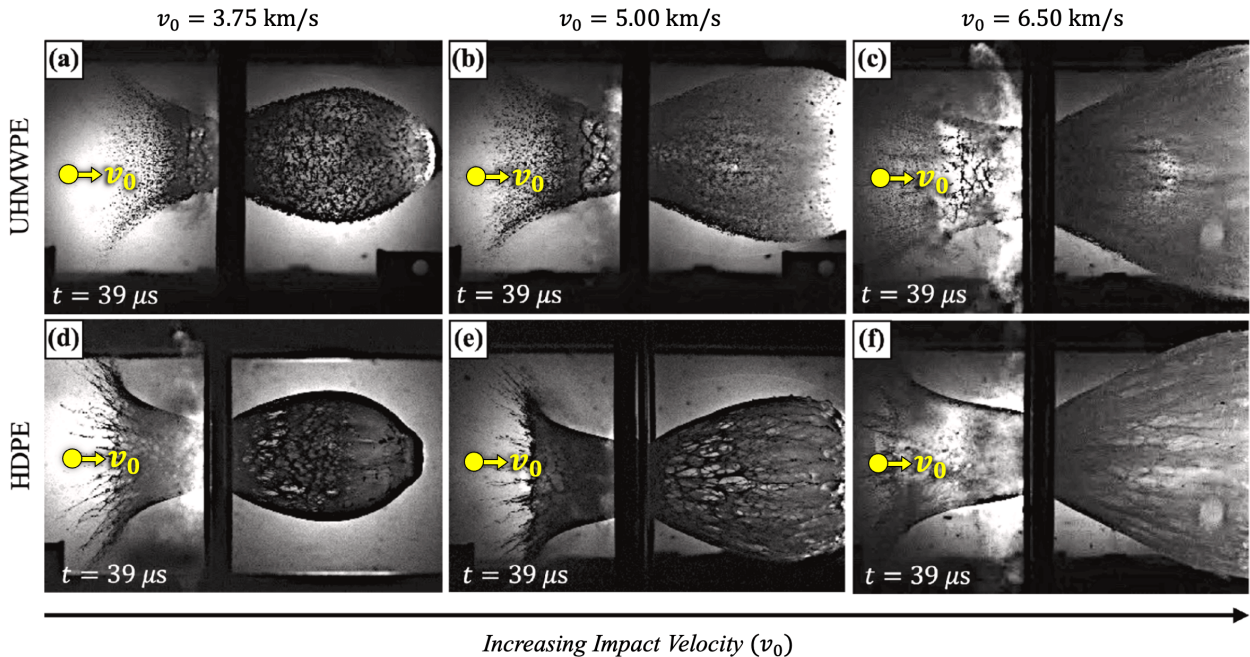 v₀ = 3.75 km/s
v₀ = 5.00 km/s
v₀ = 6.50 km/s
UHMWPE
(a)
v₀
t = 39 μs
(b)
v₀
t = 39 μs
(c)
v₀
t = 39 μs
HDPE
(d)
v₀
t = 39 μs
(e)
v₀
t = 39 μs
(f)
v₀
t = 39 μs
Increasing Impact Velocity (v₀)